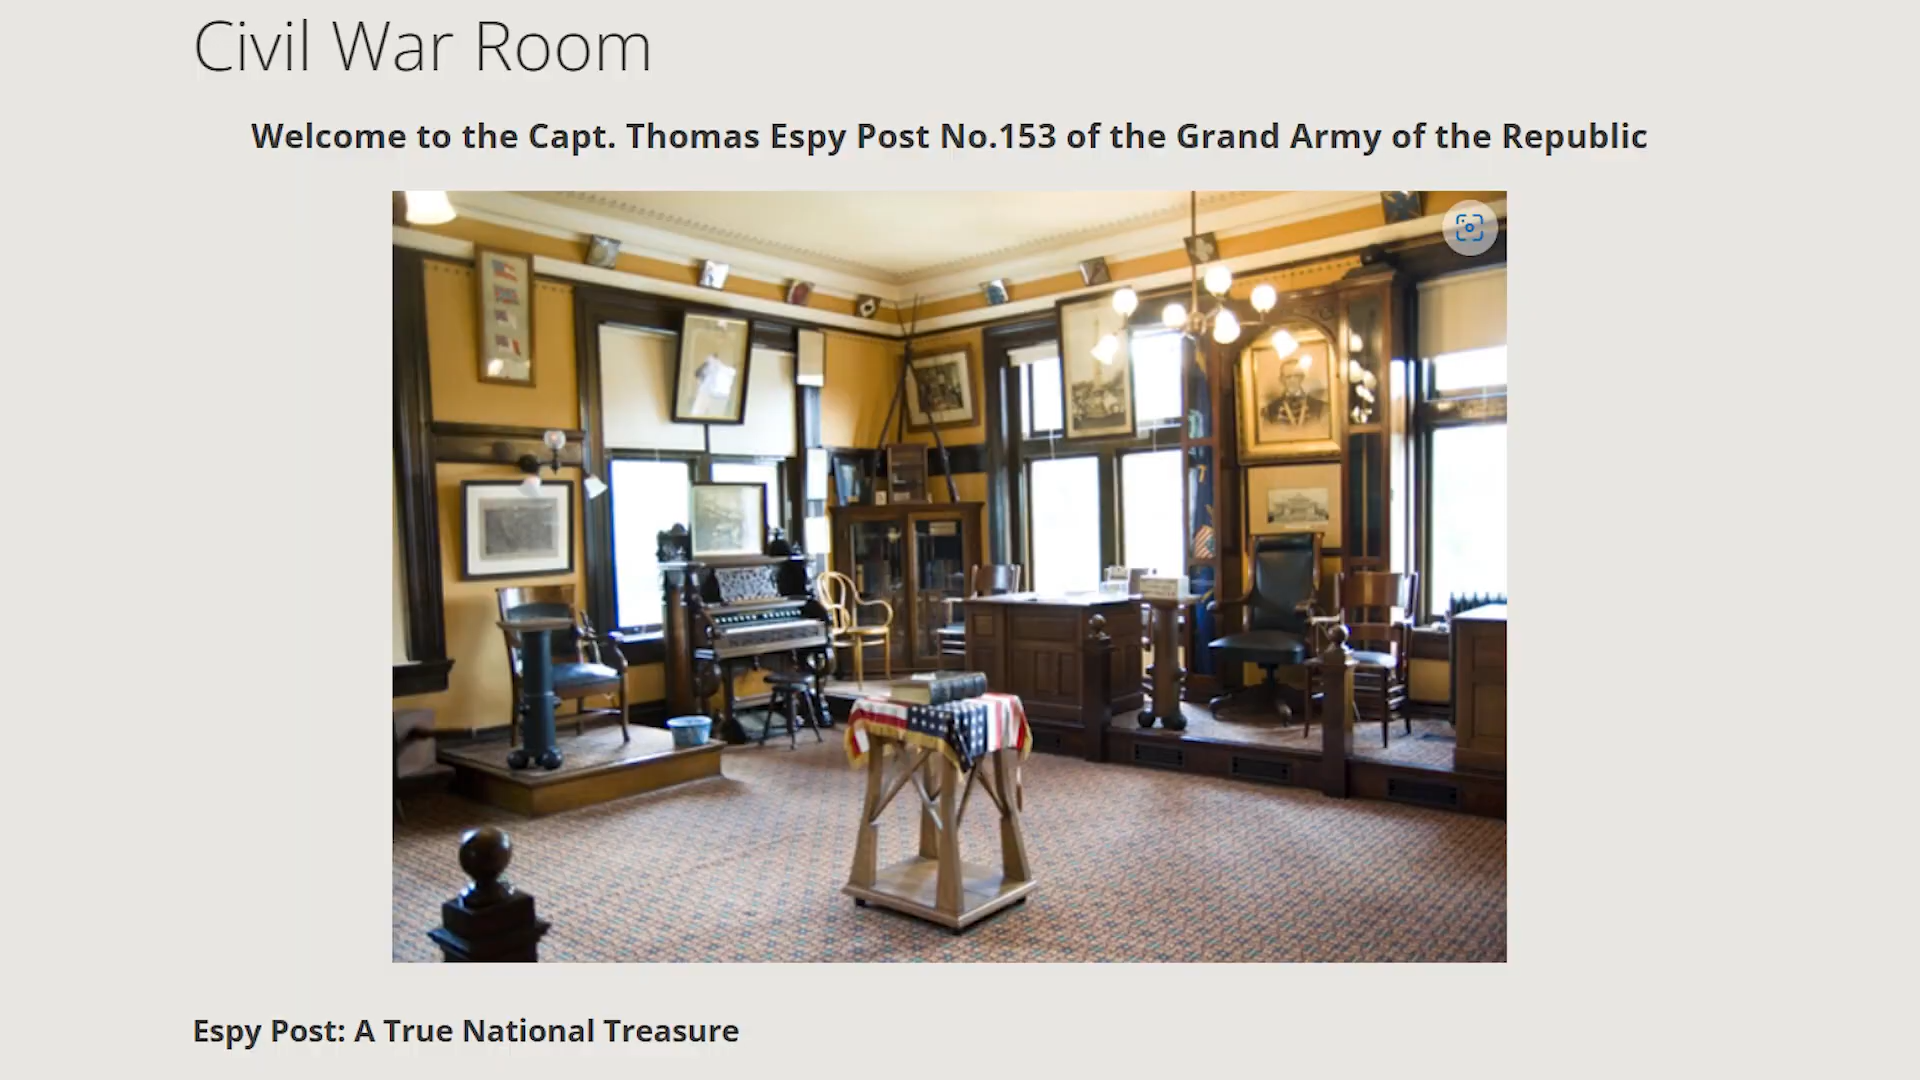 Civil War Room
Welcome to the Capt. Thomas Espy Post No.153 of the Grand Army of the Republic
Espy Post: A True National Treasure